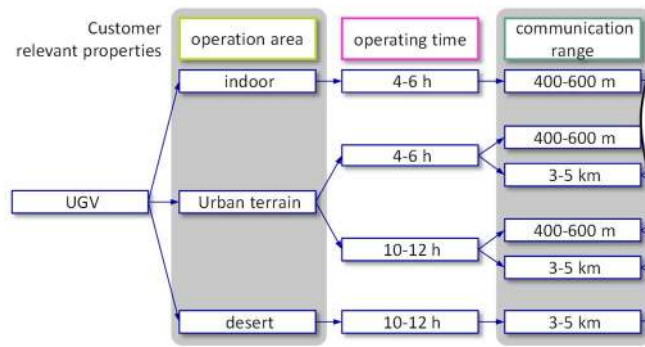 Customer
relevant properties
operation area
operating time
communication
range
indoor
4-6 h
400-600 m
400-600 m
4-6 h
3-5 km
UGV
Urban terrain
400-600 m
10-12 h
3-5 km
desert
10-12 h
3-5 km